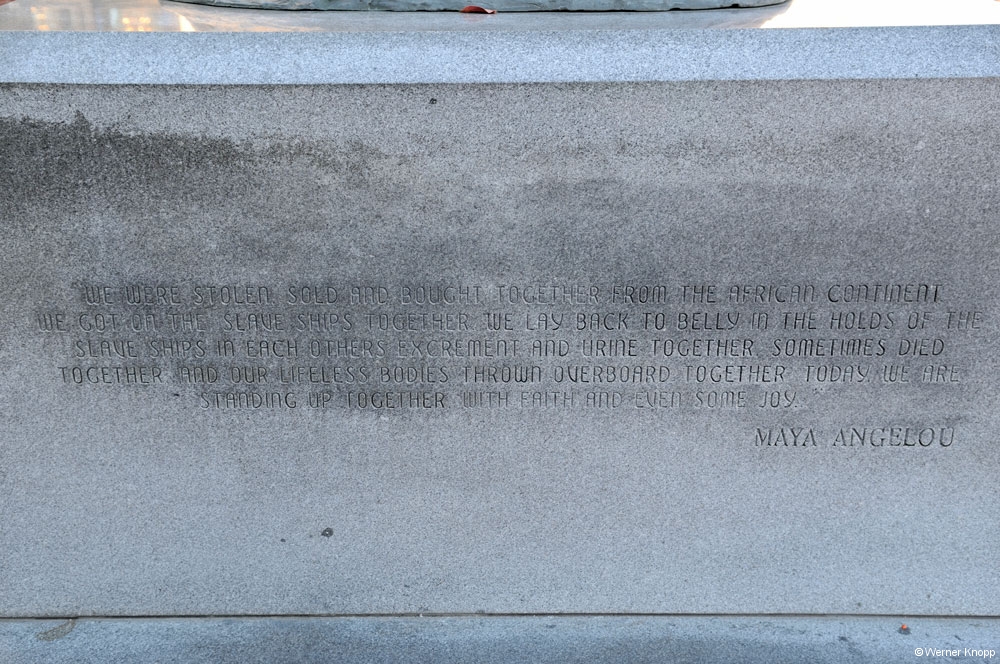 WE WERE STOLEN, SOLD AND BOUGHT TOGETHER FROM THE AFRICAN CONTINENT
WE GOT ON THE SLAVE SHIPS TOGETHER. WE LAY BACK TO BELLY IN THE HOLDS OF THE
SLAVE SHIPS IN EACH OTHERS EXCREMENT AND URINE TOGETHER, SOMETIMES DIED
TOGETHER, AND OUR LIFELESS BODIES THROWN OVERBOARD TOGETHER. TODAY, WE ARE
STANDING UP TOGETHER, WITH FAITH AND EVEN SOME JOY.
MAYA ANGELOU
© Werner Knopp